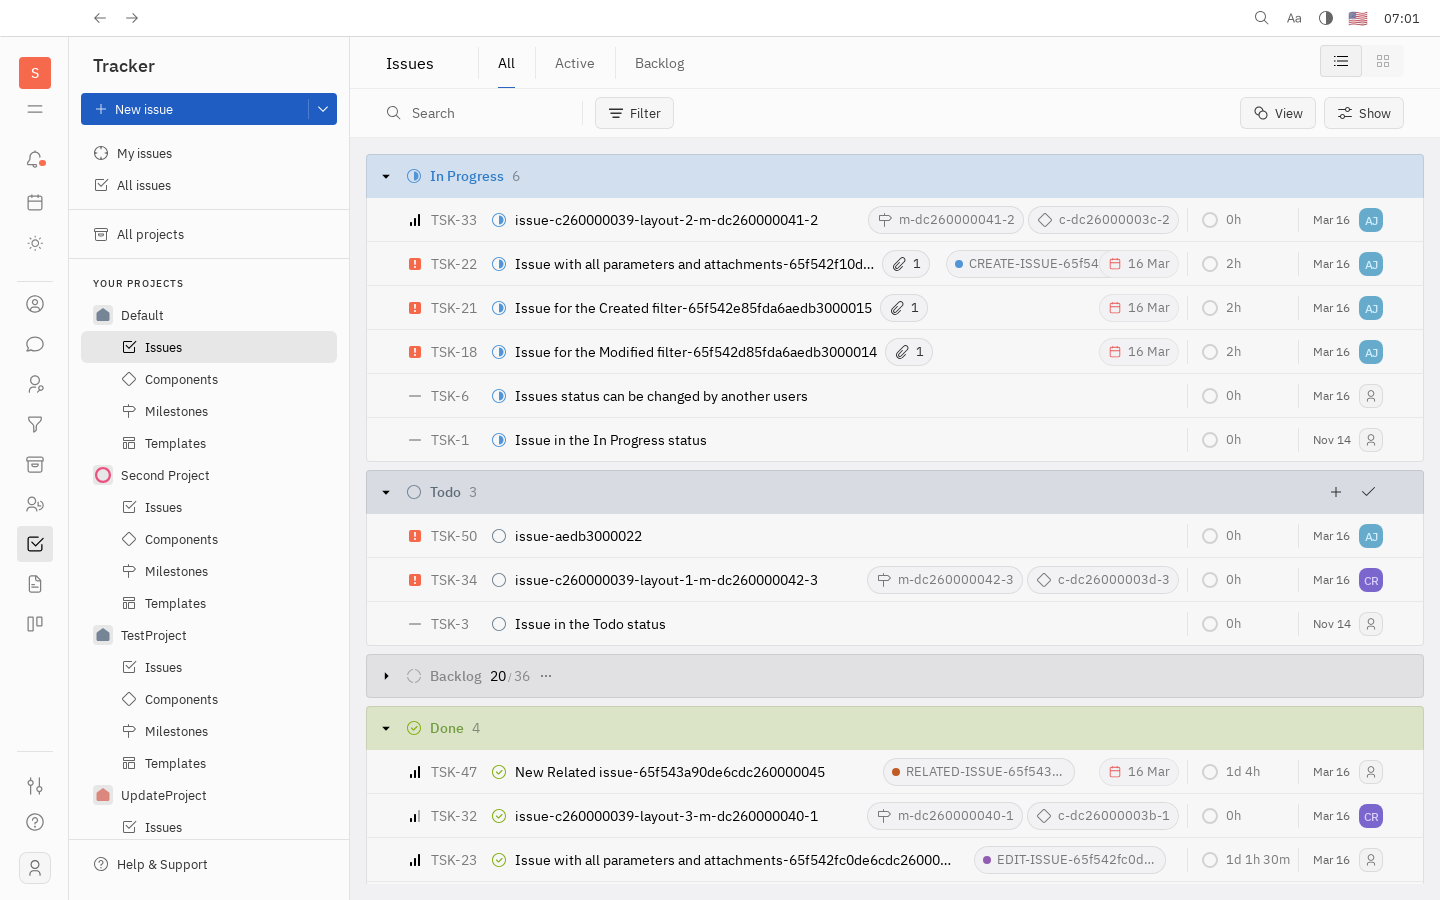 Aa 07:01
S
Tracker
New issue
My issues
All issues
All projects
YOUR PROJECTS
Default
Issues
Components
Milestones
Templates
Second Project
Issues
Components
Milestones
Templates
TestProject
Issues
Components
Milestones
Templates
UpdateProject
Issues
Help & Support
Issues All Active Backlog
Search Filter View Show
In Progress 6
TSK-33 issue-c260000039-layout-2-m-dc260000041-2 m-dc260000041-2 c-dc26000003c-2 0h Mar 16 AJ
TSK-22 Issue with all parameters and attachments-65f542f10d... 1 CREATE-ISSUE-65f54 16 Mar 2h Mar 16 AJ
TSK-21 Issue for the Created filter-65f542e85fda6aedb3000015 1 16 Mar 2h Mar 16 AJ
TSK-18 Issue for the Modified filter-65f542d85fda6aedb3000014 1 16 Mar 2h Mar 16 AJ
TSK-6 Issues status can be changed by another users 0h Mar 16
TSK-1 Issue in the In Progress status 0h Nov 14
Todo 3
TSK-50 issue-aedb3000022 0h Mar 16 AJ
TSK-34 issue-c260000039-layout-1-m-dc260000042-3 m-dc260000042-3 c-dc26000003d-3 0h Mar 16 CR
TSK-3 Issue in the Todo status 0h Nov 14
Backlog 20/36 ...
Done 4
TSK-47 New Related issue-65f543a90de6cdc260000045 RELATED-ISSUE-65f543... 16 Mar 1d 4h Mar 16
TSK-32 issue-c260000039-layout-3-m-dc260000040-1 m-dc260000040-1 c-dc26000003b-1 0h Mar 16 CR
TSK-23 Issue with all parameters and attachments-65f542fc0de6cdc26000... EDIT-ISSUE-65f542fc0d... 1d 1h 30m Mar 16